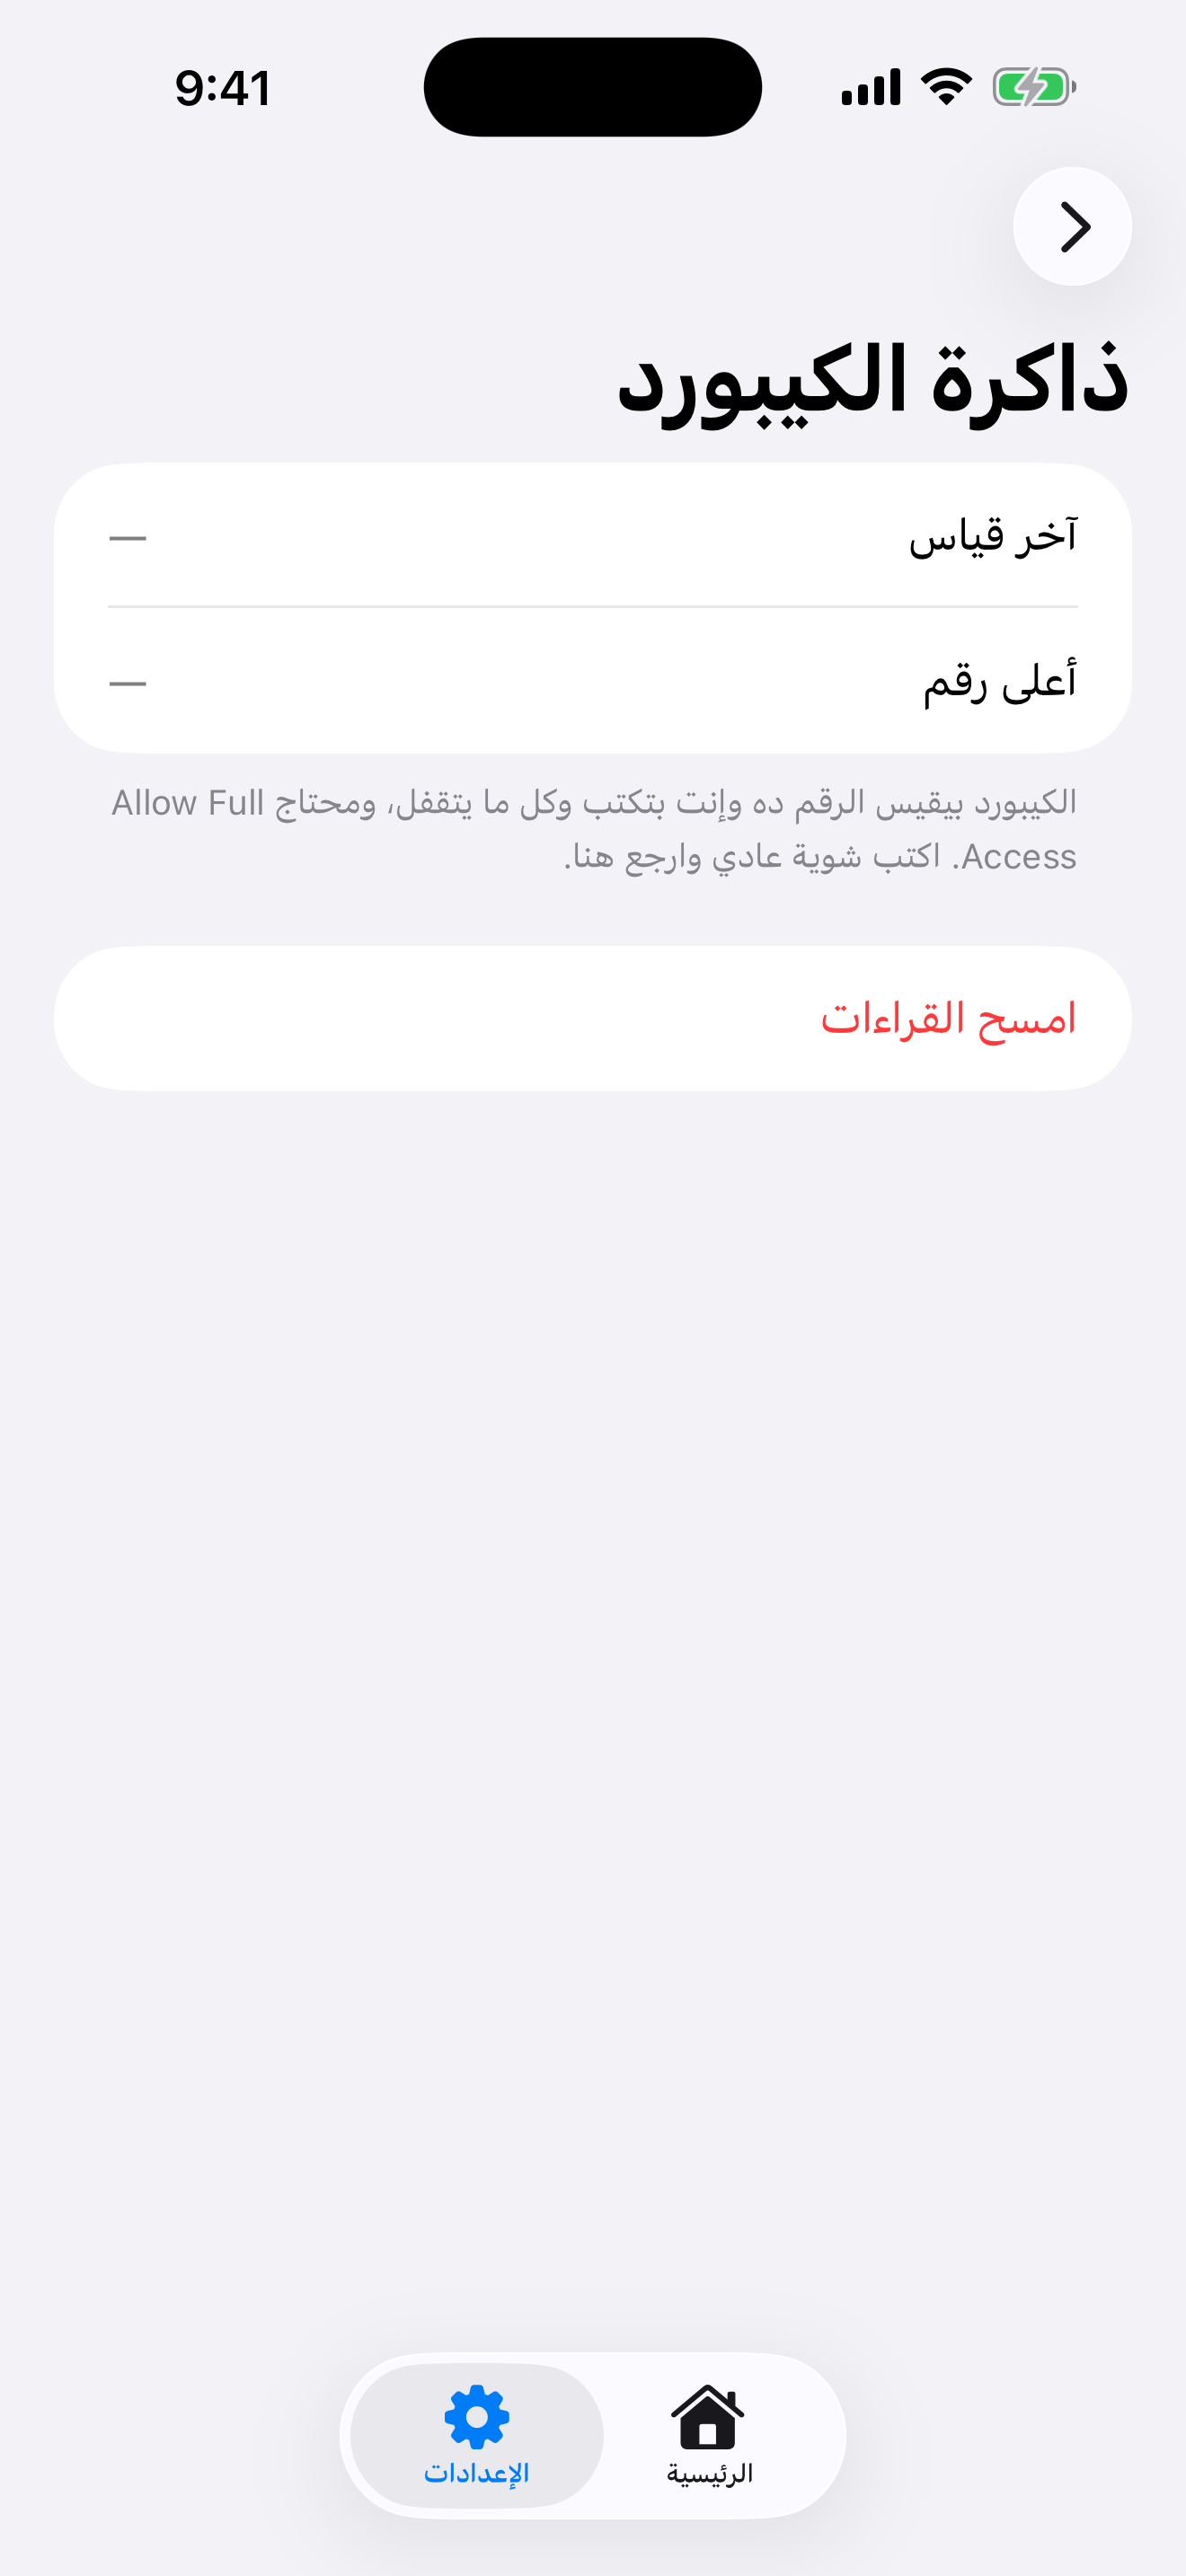 9:41
ذاكرة الكيبورد
آخر قياس —
أعلى رقم —
الكيبورد بيقيس الرقم ده وإنت بتكتب وكل ما يتقفل، ومحتاج Allow Full
Access. اكتب شوية عادي وارجع هنا.
امسح القراءات
الرئيسية
الإعدادات